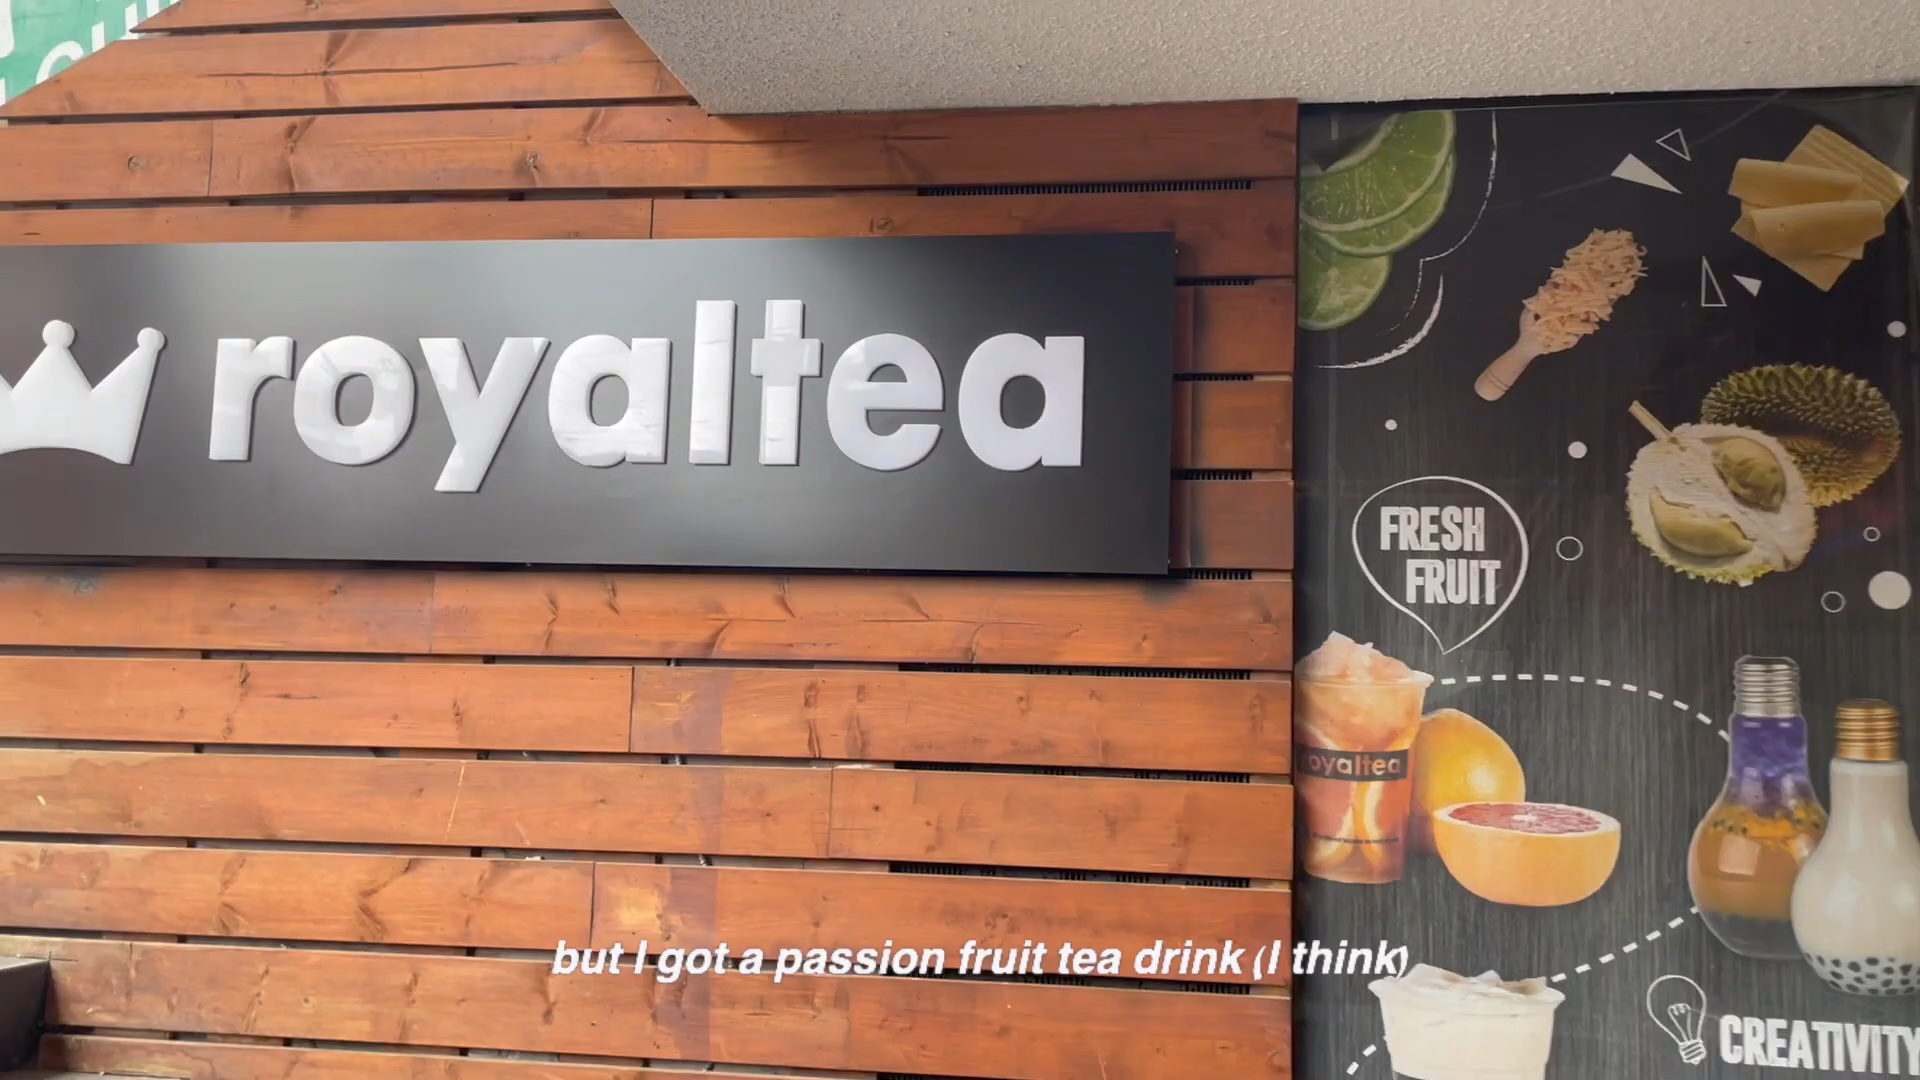 royaltea
FRESH
FRUIT
royaltea
but I got a passion fruit tea drink (I think)
CREATIVITY